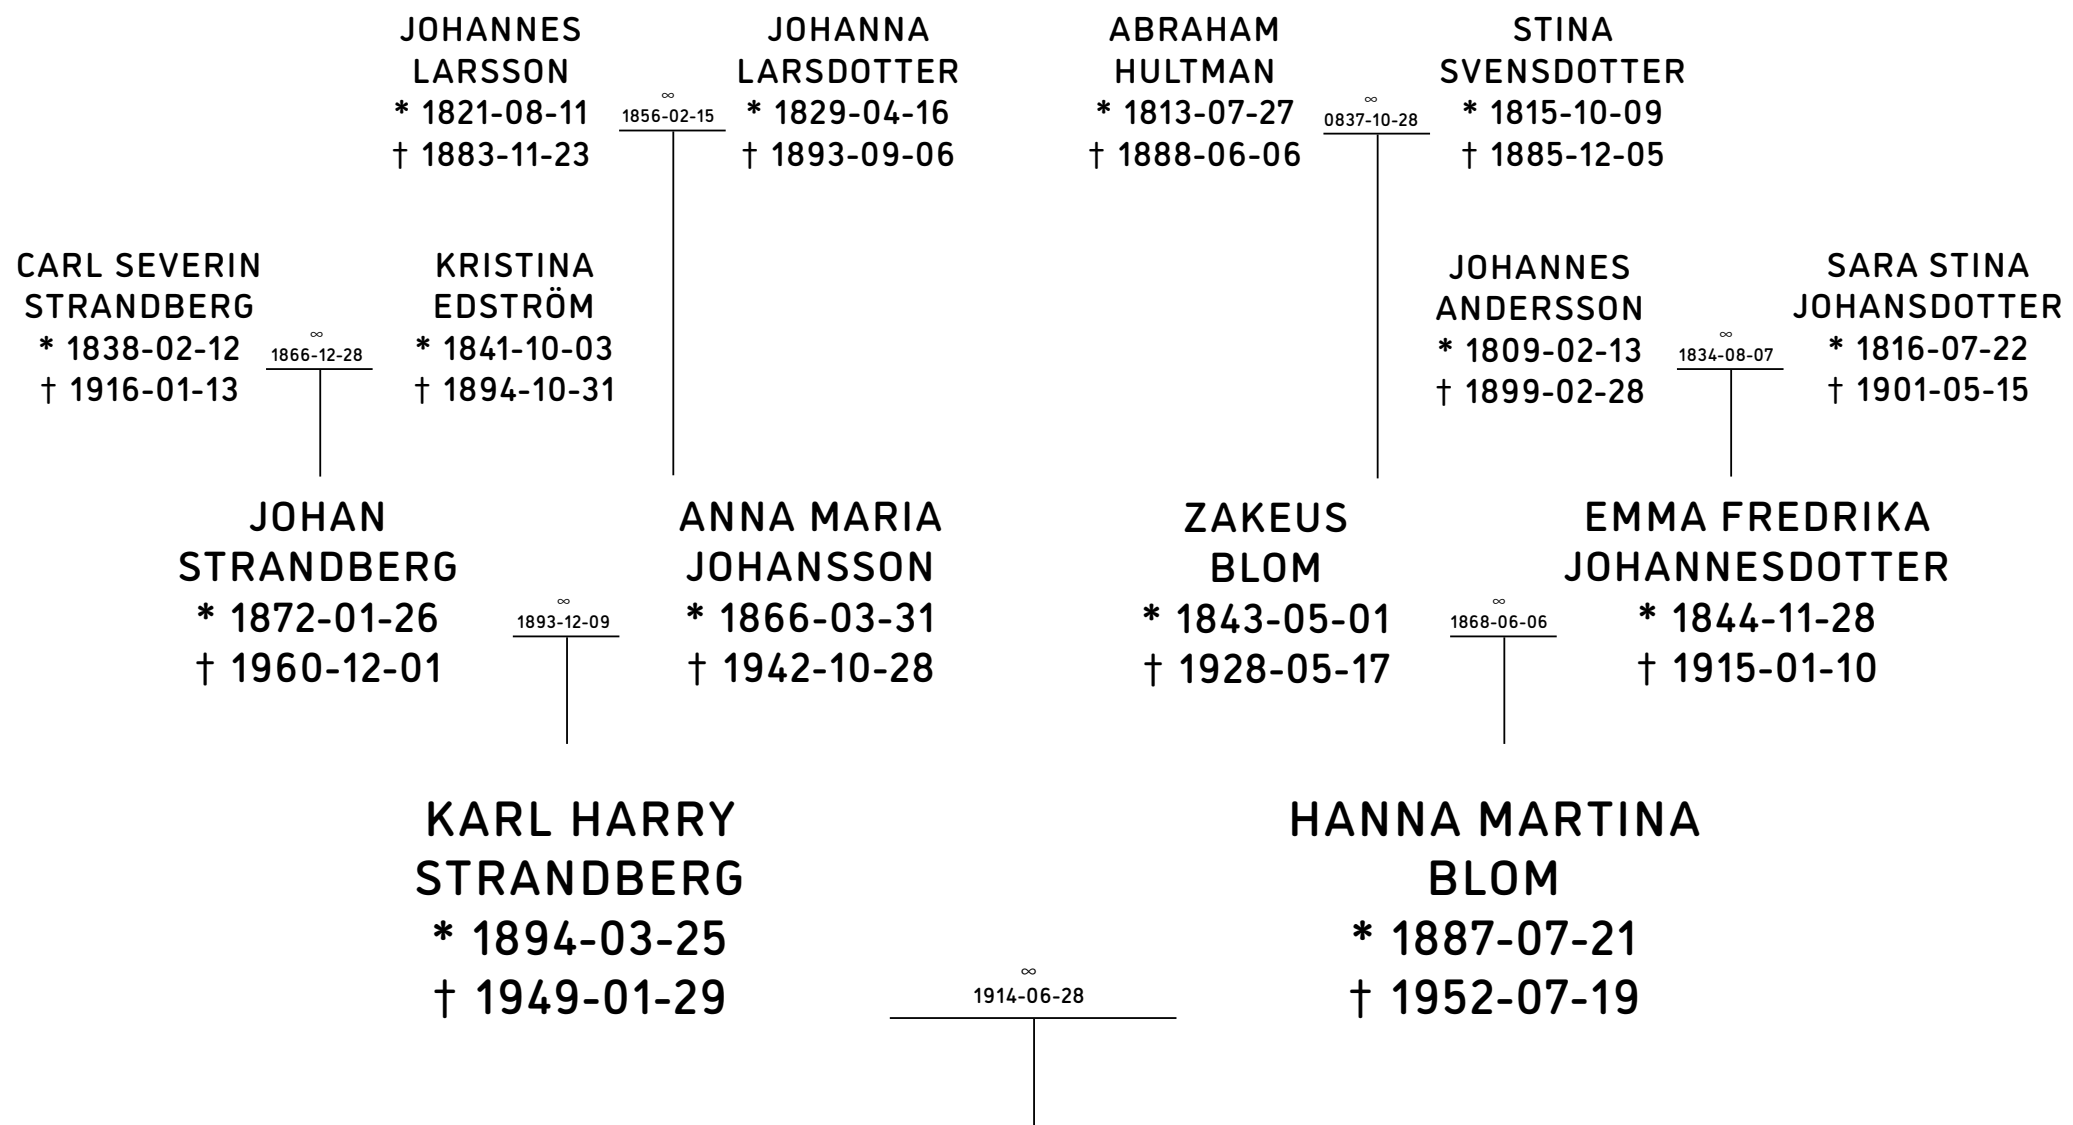 JOHANNES
LARSSON
* 1821-08-11
† 1883-11-23
∞
1856-02-15
JOHANNA
LARSDOTTER
* 1829-04-16
† 1893-09-06
ABRAHAM
HULTMAN
* 1813-07-27
† 1888-06-06
∞
0837-10-28
STINA
SVENSDOTTER
* 1815-10-09
† 1885-12-05
CARL SEVERIN
STRANDBERG
* 1838-02-12
† 1916-01-13
∞
1866-12-28
KRISTINA
EDSTRÖM
* 1841-10-03
† 1894-10-31
JOHANNES
ANDERSSON
* 1809-02-13
† 1899-02-28
∞
1834-08-07
SARA STINA
JOHANSDOTTER
* 1816-07-22
† 1901-05-15
JOHAN
STRANDBERG
* 1872-01-26
† 1960-12-01
∞
1893-12-09
ANNA MARIA
JOHANSSON
* 1866-03-31
† 1942-10-28
ZAKEUS
BLOM
* 1843-05-01
† 1928-05-17
∞
1868-06-06
EMMA FREDRIKA
JOHANNESDOTTER
* 1844-11-28
† 1915-01-10
KARL HARRY
STRANDBERG
* 1894-03-25
† 1949-01-29
∞
1914-06-28
HANNA MARTINA
BLOM
* 1887-07-21
† 1952-07-19